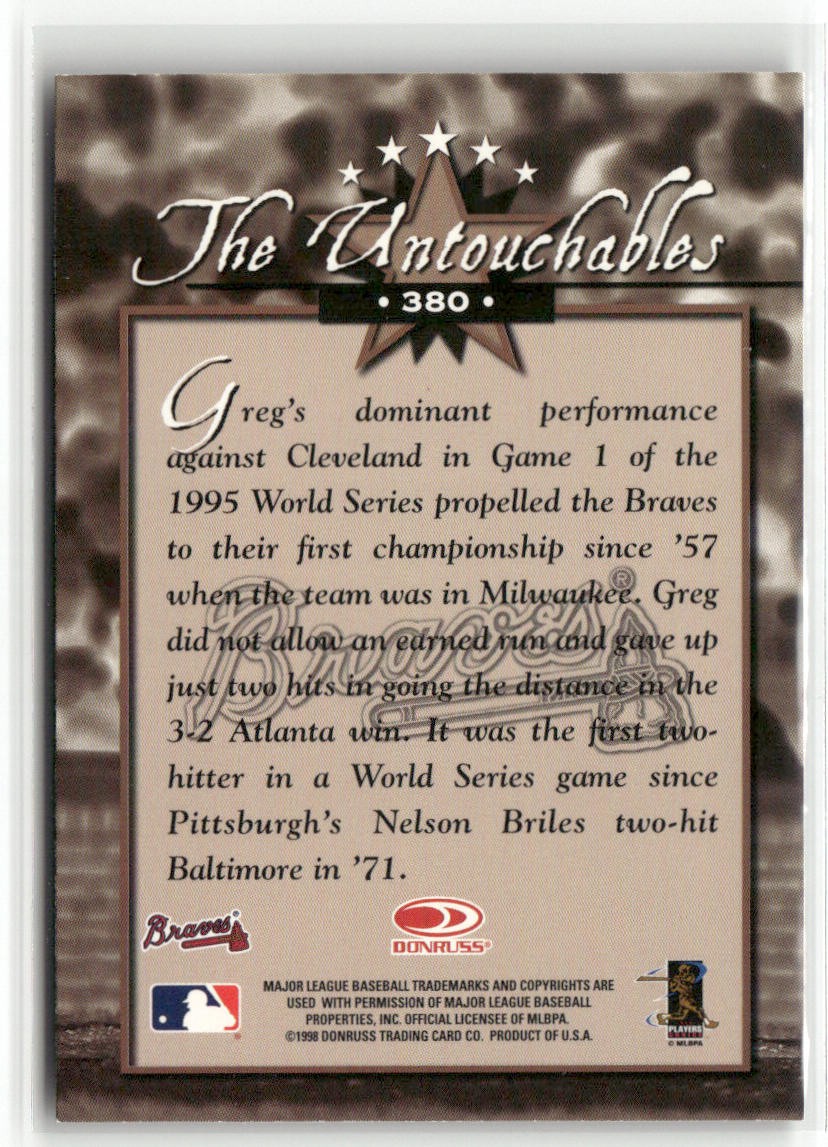 The Untouchables
• 380 •
Greg's dominant performance
against Cleveland in Game 1 of the
1995 World Series propelled the Braves
to their first championship since '57
when the team was in Milwaukee. Greg
did not allow an earned run and gave up
just two hits in going the distance in the
3-2 Atlanta win. It was the first two-
hitter in a World Series game since
Pittsburgh's Nelson Briles two-hit
Baltimore in '71.
Braves®
Braves
DONRUSS®
MAJOR LEAGUE BASEBALL TRADEMARKS AND COPYRIGHTS ARE
USED WITH PERMISSION OF MAJOR LEAGUE BASEBALL
PROPERTIES, INC. OFFICIAL LICENSEE OF MLBPA.
©1998 DONRUSS TRADING CARD CO. PRODUCT OF U.S.A.
PLAYERS
© MLBPA